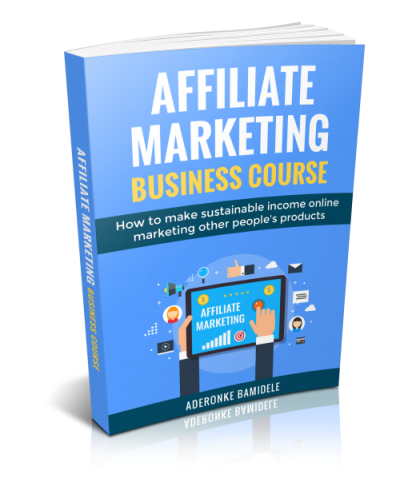 AFFILIATE
MARKETING
BUSINESS COURSE
How to make sustainable income online
marketing other people's products
AFFILIATE
MARKETING
ADERONKE BAMIDELE
AFFILIATE MARKETING BUSINESS COURSE